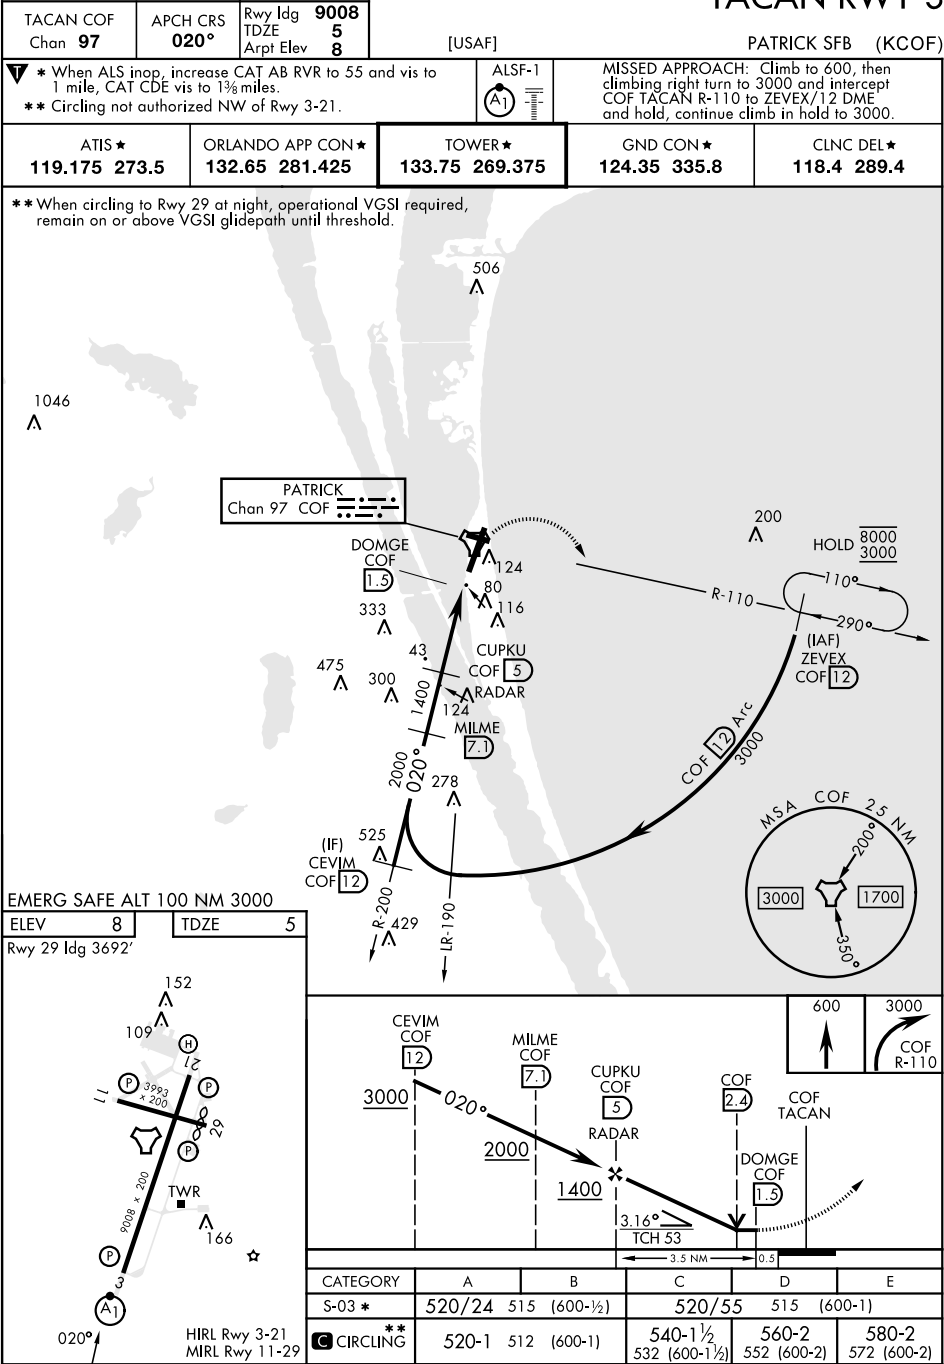 TACAN RWY 3
TACAN COF
Chan 97
APCH CRS
020°
Rwy ldg 9008
TDZE 5
Arpt Elev 8
[USAF]
PATRICK SFB (KCOF)
T * When ALS inop, increase CAT AB RVR to 55 and vis to
1 mile, CAT CDE vis to 1⅜ miles.
** Circling not authorized NW of Rwy 3-21.
ALSF-1
A1
MISSED APPROACH: Climb to 600, then
climbing right turn to 3000 and intercept
COF TACAN R-110 to ZEVEX/12 DME
and hold, continue climb in hold to 3000.
ATIS ★
119.175 273.5
ORLANDO APP CON ★
132.65 281.425
TOWER ★
133.75 269.375
GND CON ★
124.35 335.8
CLNC DEL ★
118.4 289.4
** When circling to Rwy 29 at night, operational VGSI required,
remain on or above VGSI glidepath until threshold.
506
1046
PATRICK
Chan 97 COF
200
HOLD 8000
3000
DOMGE
COF
1.5
124
80
116
110°
290°
R-110
333
(IAF)
ZEVEX
COF 12
43
CUPKU
COF 5
RADAR
475
300
1400
124
MILME
7.1
COF 12 Arc
3000
2000
020°
278
MSA COF 25 NM
200°
3000
1700
350°
(IF)
CEVIM
COF 12
525
R-200
429
LR-190
EMERG SAFE ALT 100 NM 3000
ELEV 8
TDZE 5
Rwy 29 ldg 3692'
152
109
H
21
P
3993
x 200
P
11
29
P
9008 x 200
TWR
166
P
3
A1
020°
HIRL Rwy 3-21
MIRL Rwy 11-29
600
3000
COF
R-110
CEVIM
COF
12
MILME
COF
7.1
CUPKU
COF
5
RADAR
COF
2.4
COF
TACAN
DOMGE
COF
1.5
3000
020°
2000
1400
3.16°
TCH 53
3.5 NM
0.5
CATEGORY A B C D E
S-03 * 520/24 515 (600-½) 520/55 515 (600-1)
C CIRCLING ** 520-1 512 (600-1) 540-1½ 532 (600-1½) 560-2 552 (600-2) 580-2 572 (600-2)